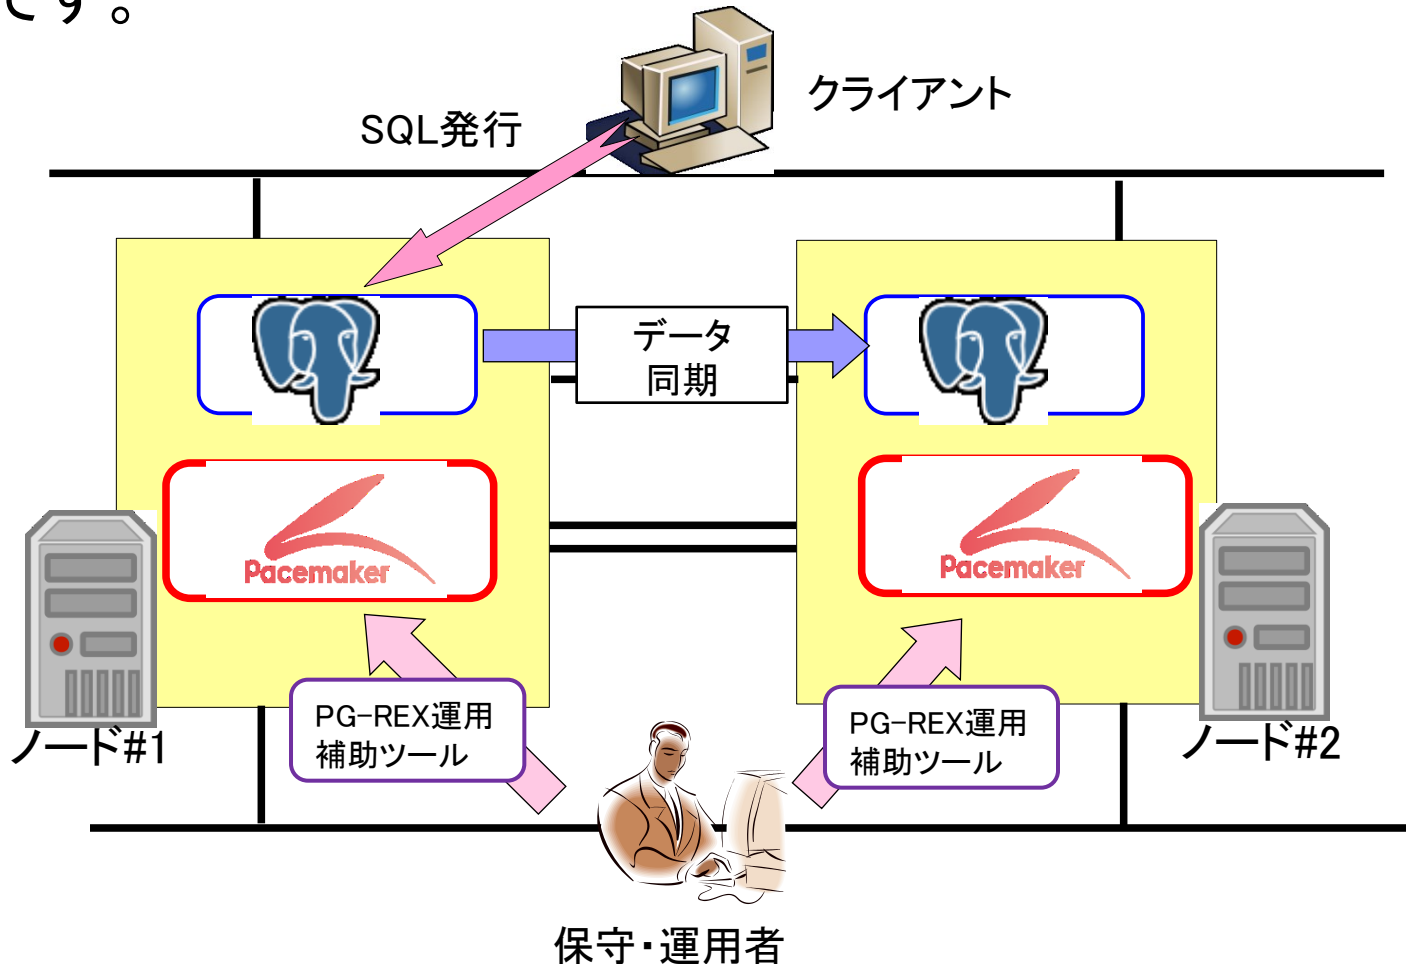 です。
クライアント
SQL発行
データ
同期
Pacemaker
Pacemaker
PG-REX運用
補助ツール
PG-REX運用
補助ツール
ノード#1
ノード#2
保守・運用者